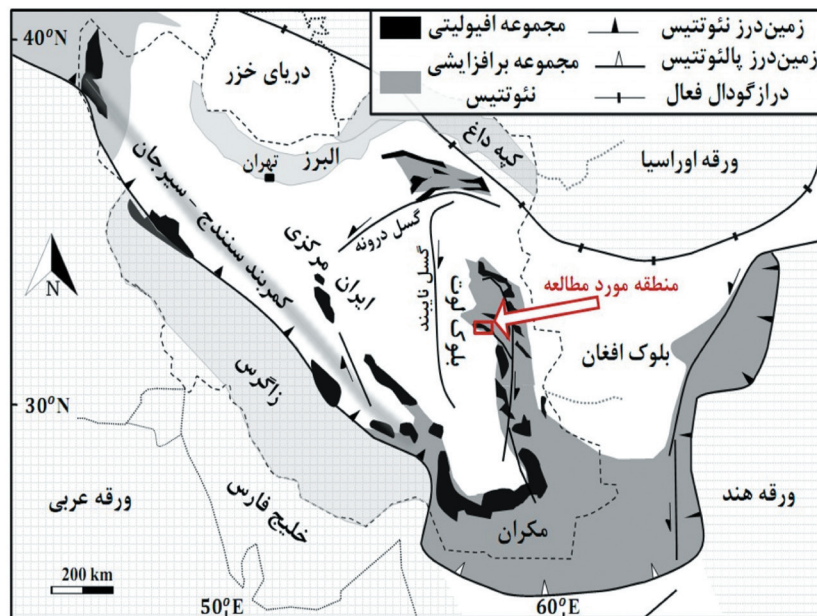 مجموعه افیولیتی
زمین‌درز نئوتتیس
مجموعه برافزایشی
نئوتتیس
زمین‌درز پالئوتتیس
درازگودال فعال
40°N
دریای خزر
البرز
تهران
کپه داغ
ورقه اوراسیا
کمربند سنندج - سیرجان
گسل درونه
ایران مرکزی
گسل نایبند
بلوک لوت
منطقه مورد مطالعه
بلوک افغان
N
زاگرس
30°N
ورقه عربی
خلیج فارس
مکران
ورقه هند
200 km
50°E
60°E